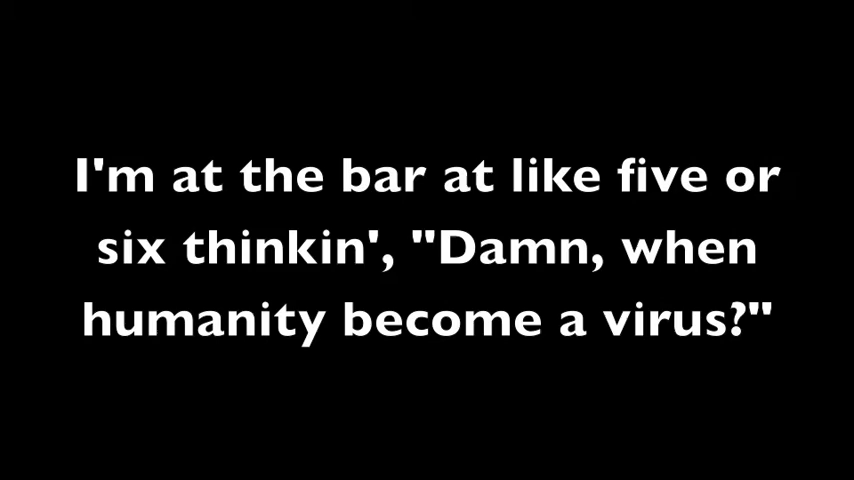 I'm at the bar at like five or
six thinkin', "Damn, when
humanity become a virus?"